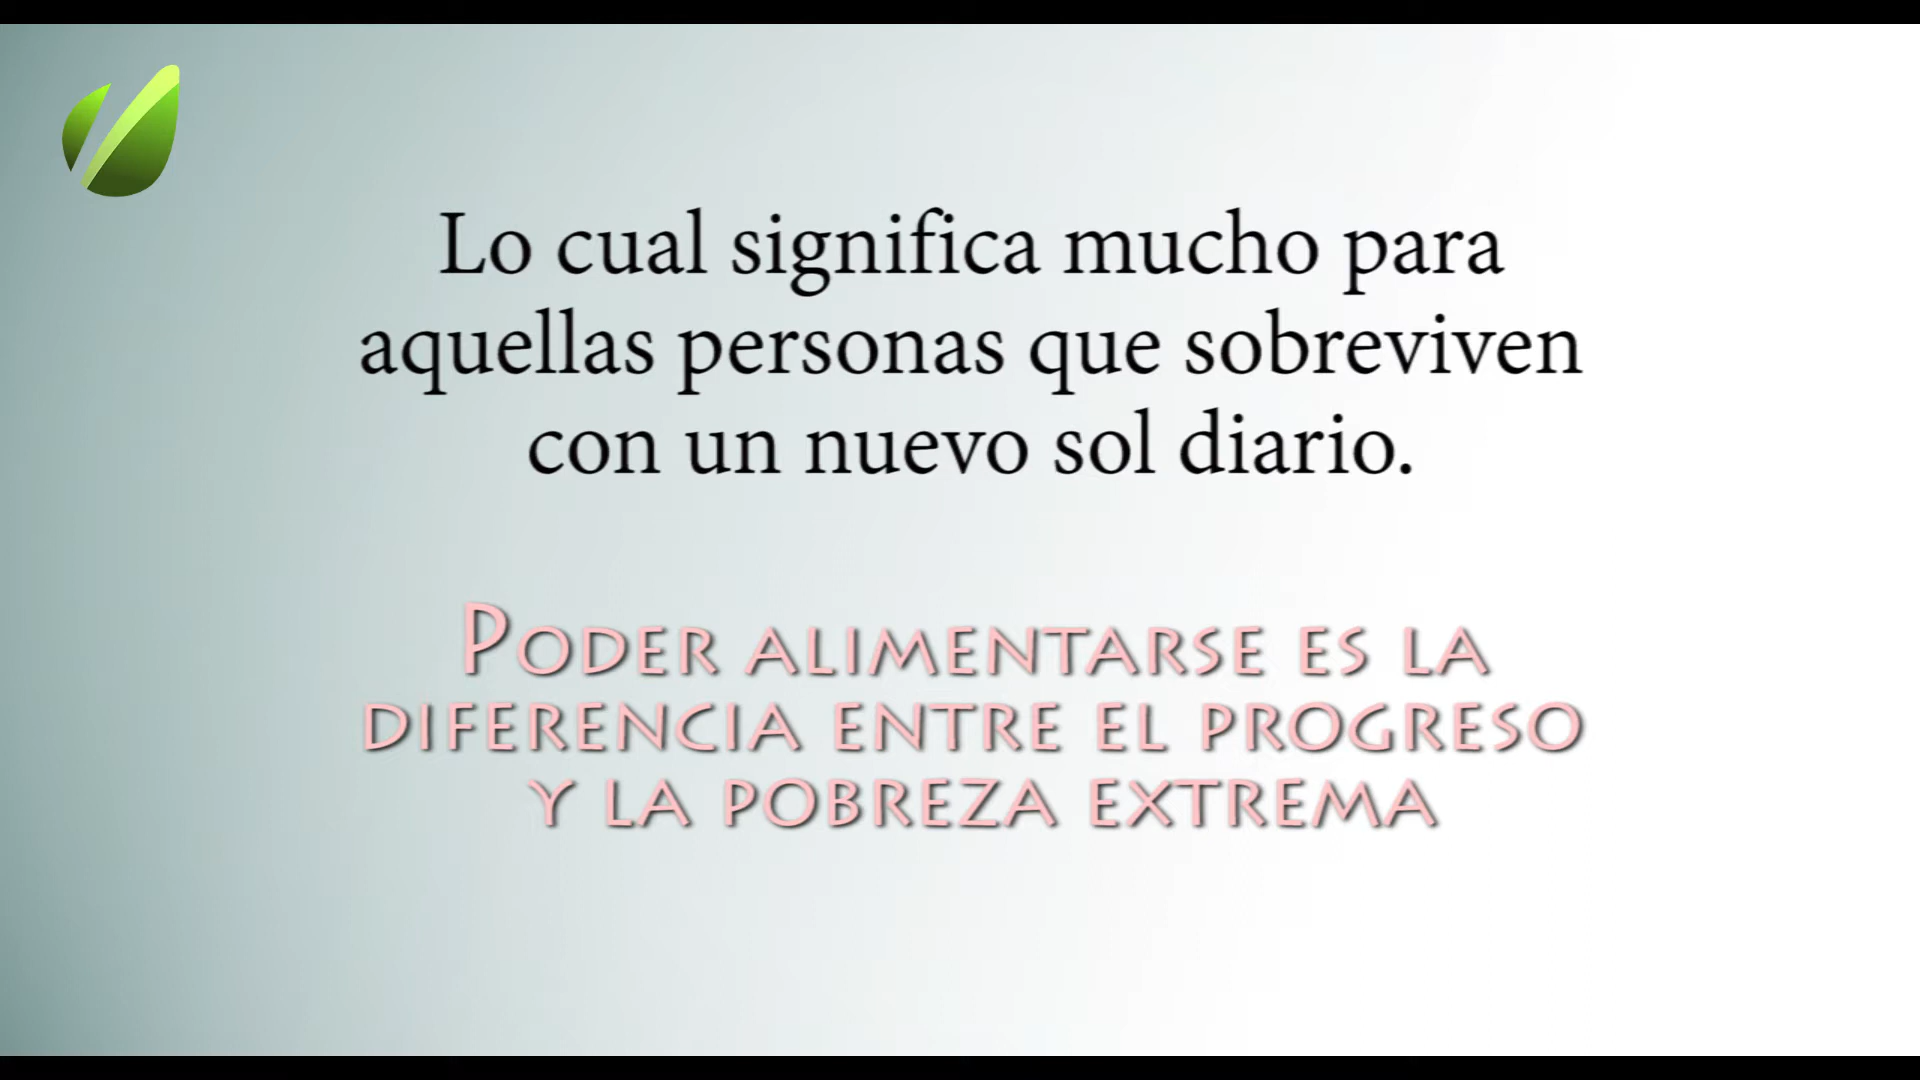 Lo cual significa mucho para
aquellas personas que sobreviven
con un nuevo sol diario.
Poder alimentarse es la
diferencia entre el progreso
y la pobreza extrema